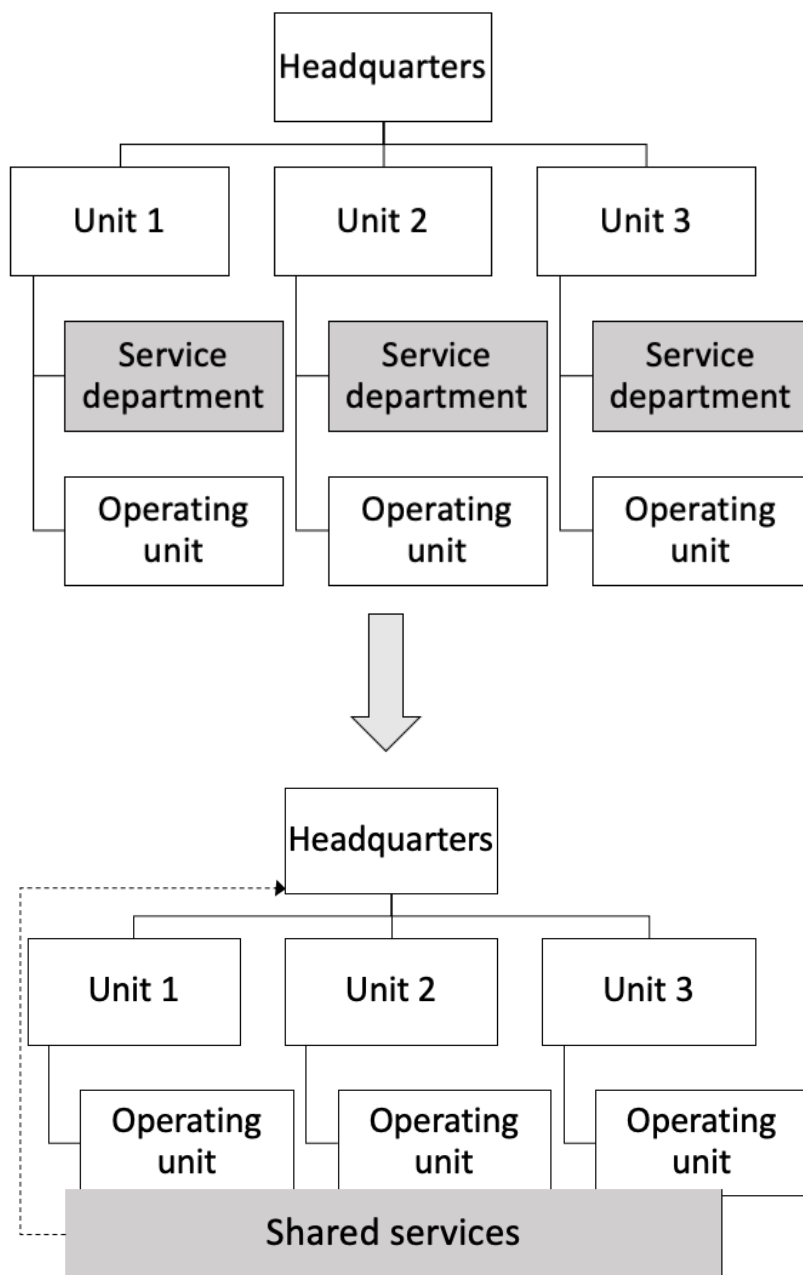 Headquarters
Unit 1
Unit 2
Unit 3
Service
department
Service
department
Service
department
Operating
unit
Operating
unit
Operating
unit
Headquarters
Unit 1
Unit 2
Unit 3
Operating
unit
Operating
unit
Operating
unit
Shared services